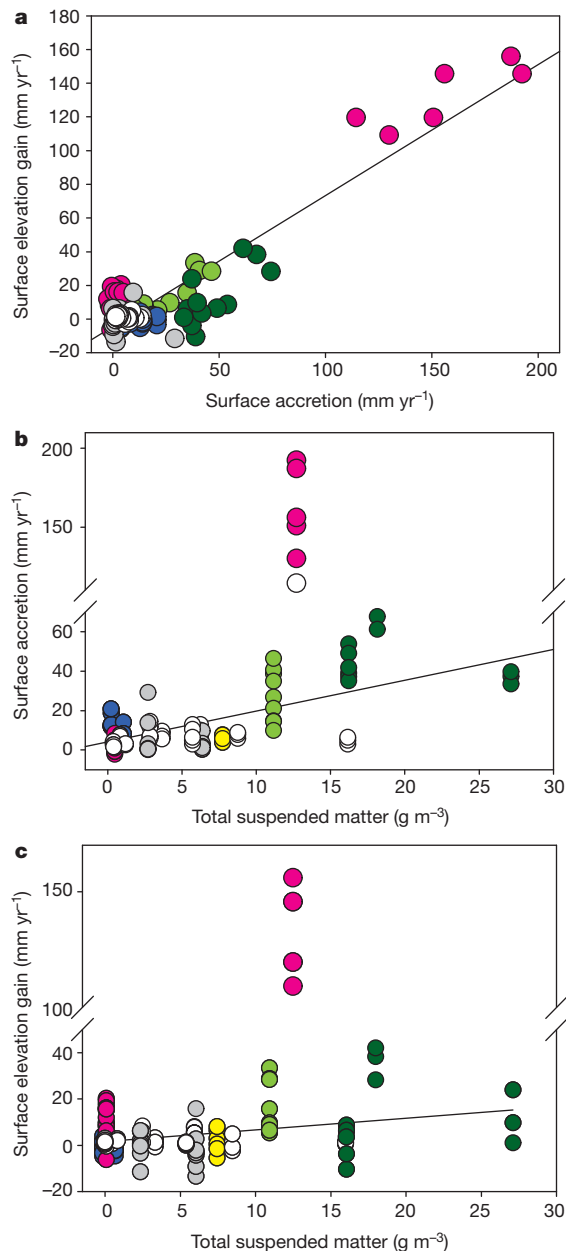 a
Surface elevation gain (mm yr⁻¹)
180
160
140
120
100
80
60
40
20
0
−20
0 50 100 150 200
Surface accretion (mm yr⁻¹)
b
Surface accretion (mm yr⁻¹)
200
150
60
40
20
0
0 5 10 15 20 25 30
Total suspended matter (g m⁻³)
c
Surface elevation gain (mm yr⁻¹)
150
100
40
20
0
−20
0 5 10 15 20 25 30
Total suspended matter (g m⁻³)